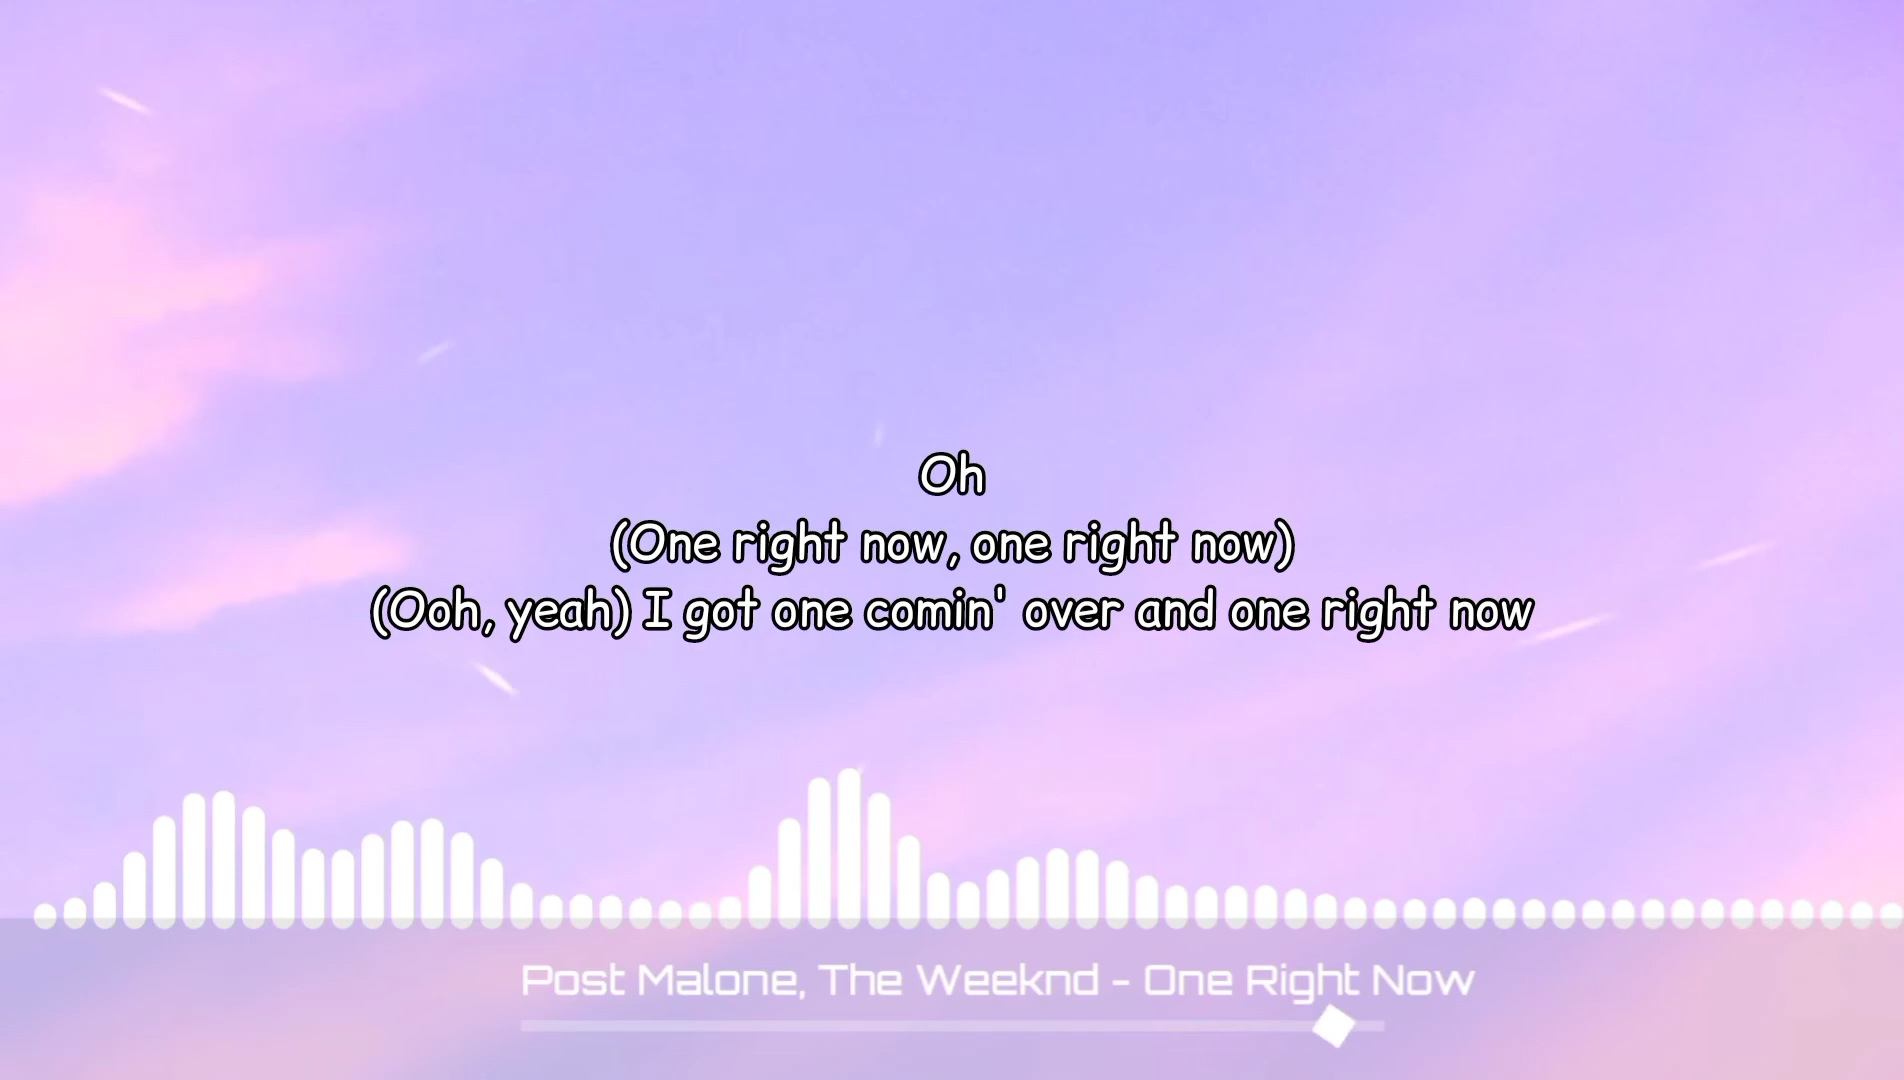 Oh
(One right now, one right now)
(Ooh, yeah) I got one comin' over and one right now
Post Malone, The Weeknd - One Right Now